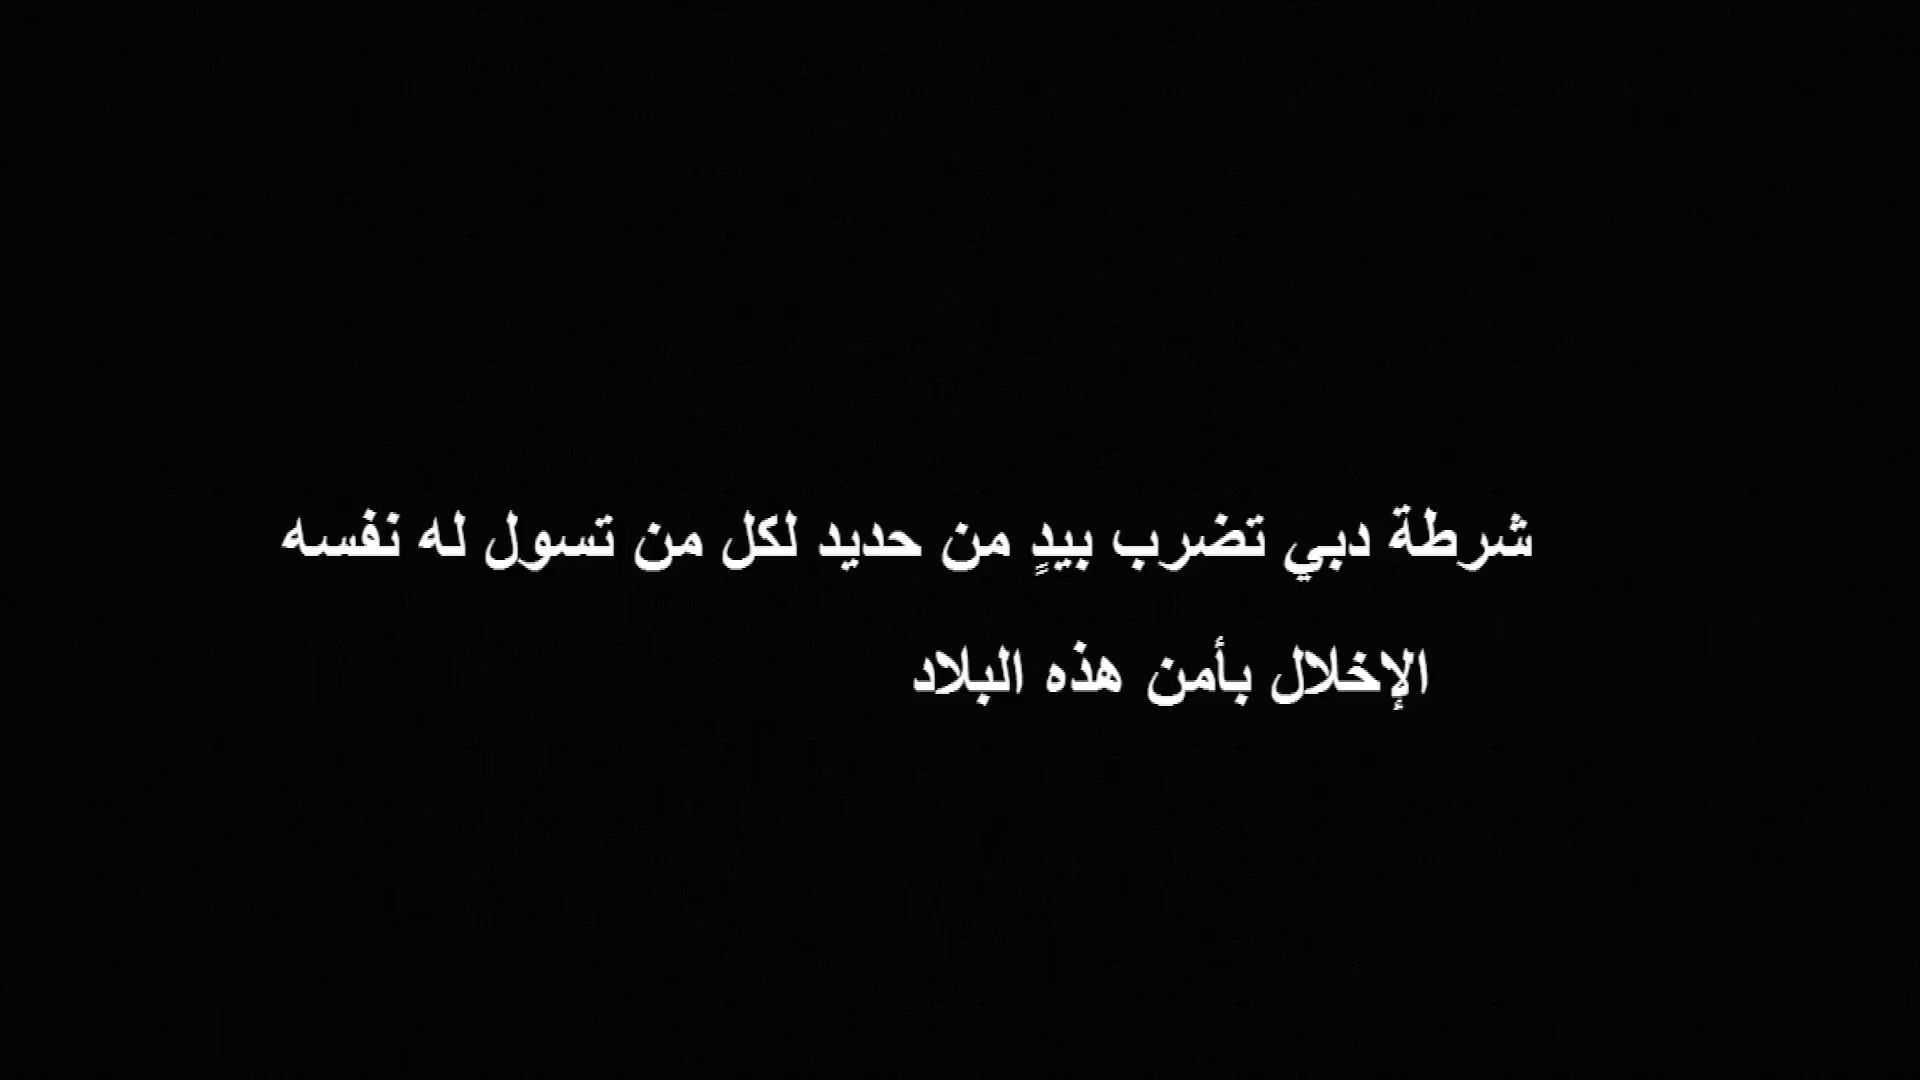 شرطة دبي تضرب بيدٍ من حديد لكل من تسول له نفسه
الإخلال بأمن هذه البلاد